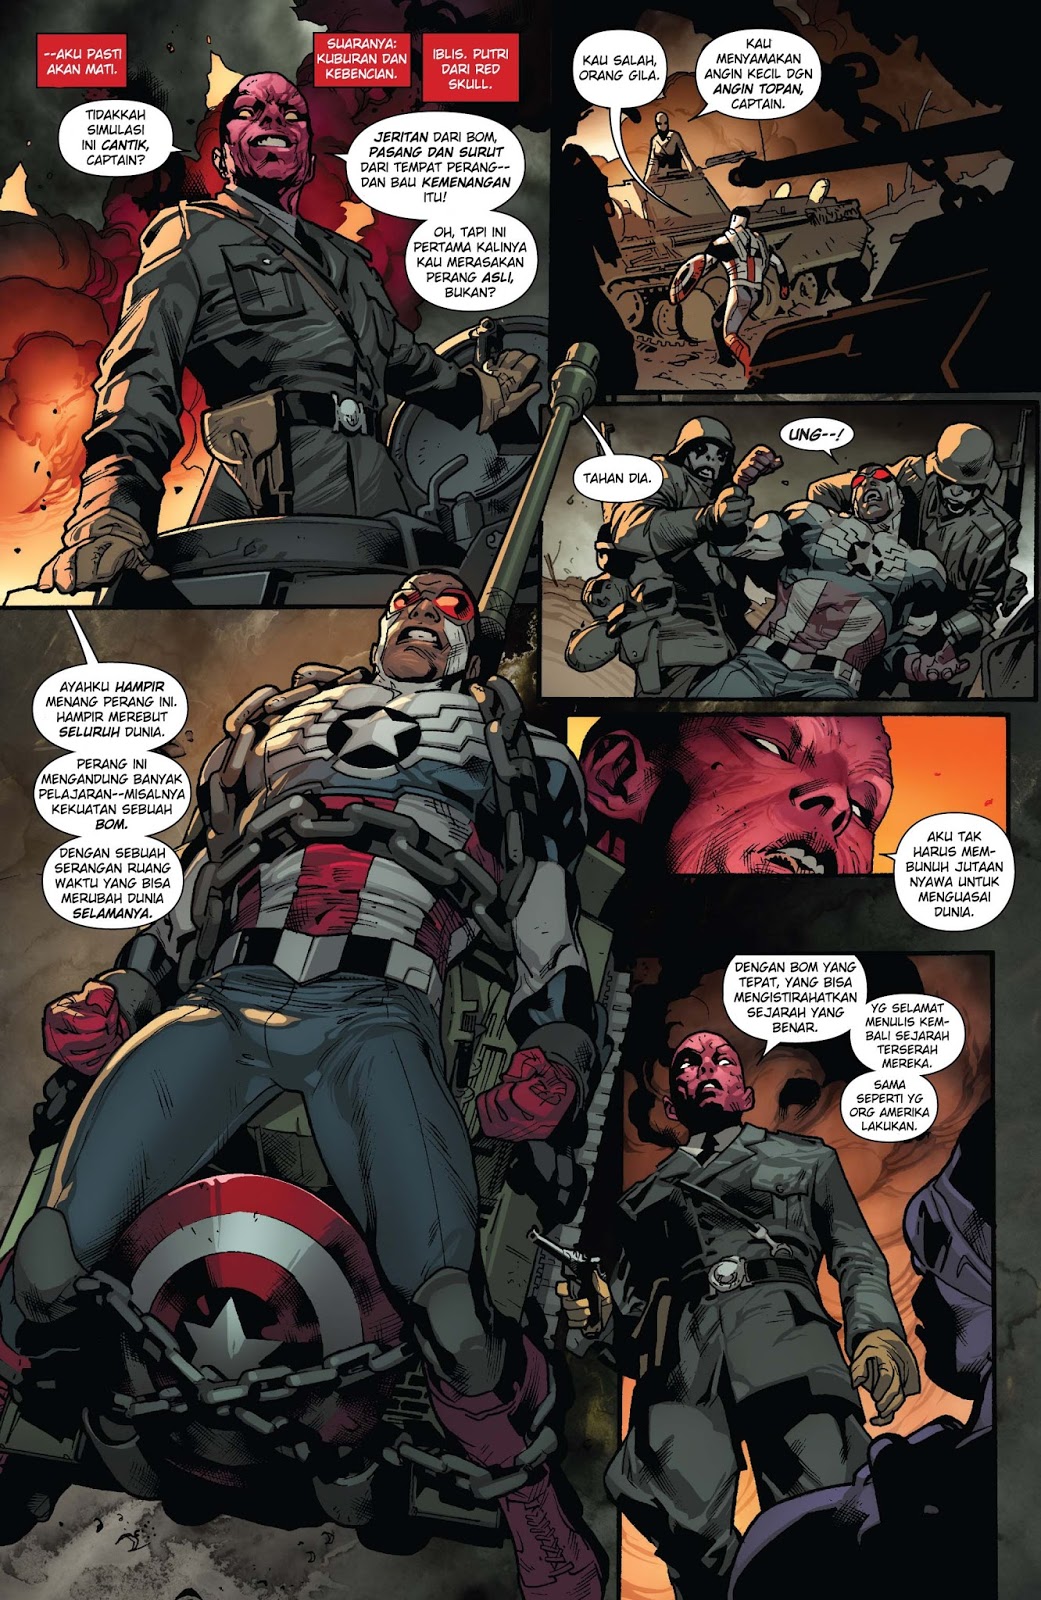 --AKU PASTI
AKAN MATI.
SUARANYA:
KUBURAN DAN
KEBENCIAN.
IBLIS. PUTRI
DARI RED
SKULL.
TIDAKKAH
SIMULASI
INI CANTIK,
CAPTAIN?
JERITAN DARI BOM,
PASANG DAN SURUT
DARI TEMPAT PERANG--
DAN BAU KEMENANGAN
ITU!
OH, TAPI INI
PERTAMA KALINYA
KAU MERASAKAN
PERANG ASLI,
BUKAN?
KAU SALAH,
ORANG GILA.
KAU
MENYAMAKAN
ANGIN KECIL DGN
ANGIN TOPAN,
CAPTAIN.
TAHAN DIA.
UNG--!
AYAHKU HAMPIR
MENANG PERANG INI.
HAMPIR MEREBUT
SELURUH DUNIA.
PERANG INI
MENGANDUNG BANYAK
PELAJARAN--MISALNYA
KEKUATAN SEBUAH
BOM.
DENGAN SEBUAH
SERANGAN RUANG
WAKTU YANG BISA
MERUBAH DUNIA
SELAMANYA.
AKU TAK
HARUS MEM-
BUNUH JUTAAN
NYAWA UNTUK
MENGUASAI
DUNIA.
DENGAN BOM YANG
TEPAT, YANG BISA
MENGISTIRAHATKAN
SEJARAH YANG
BENAR.
YG SELAMAT
MENULIS KEM-
BALI SEJARAH
TERSERAH
MEREKA.
SAMA
SEPERTI YG
ORG AMERIKA
LAKUKAN.